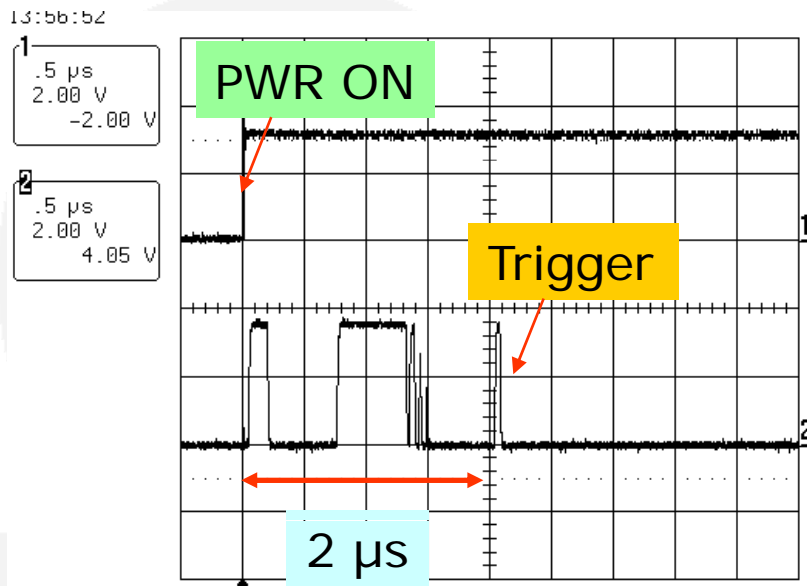 13:56:52
1
.5 µs
2.00 V
-2.00 V
2
.5 µs
2.00 V
4.05 V
PWR ON
1
Trigger
2
2 µs